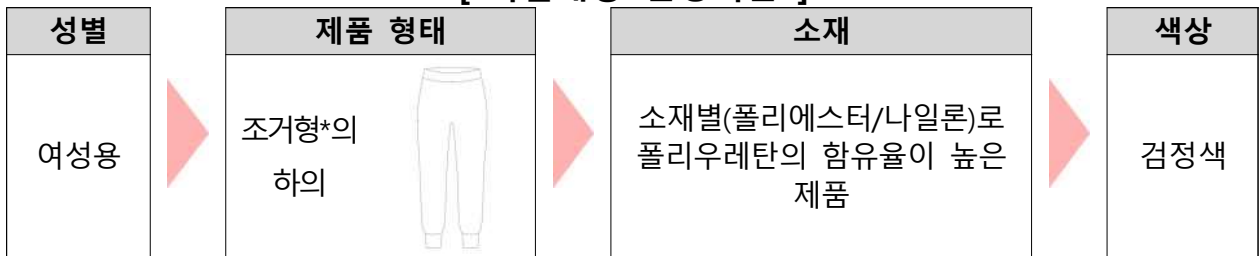 성별
여성용
제품 형태
조거형*의
하의
소재
소재별(폴리에스터/나일론)로
폴리우레탄의 함유율이 높은
제품
색상
검정색